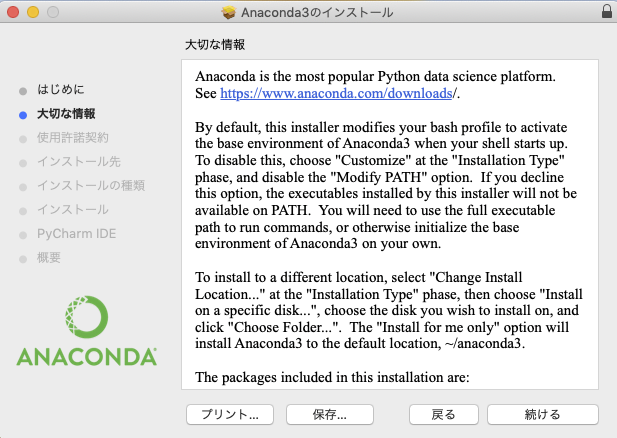 Anaconda3のインストール
大切な情報
はじめに
大切な情報
使用許諾契約
インストール先
インストールの種類
インストール
PyCharm IDE
概要
ANACONDA
Anaconda is the most popular Python data science platform.
See https://www.anaconda.com/downloads/.
By default, this installer modifies your bash profile to activate
the base environment of Anaconda3 when your shell starts up.
To disable this, choose "Customize" at the "Installation Type"
phase, and disable the "Modify PATH" option.  If you decline
this option, the executables installed by this installer will not be
available on PATH.  You will need to use the full executable
path to run commands, or otherwise initialize the base
environment of Anaconda3 on your own.
To install to a different location, select "Change Install
Location..." at the "Installation Type" phase, then choose "Install
on a specific disk...", choose the disk you wish to install on, and
click "Choose Folder...".  The "Install for me only" option will
install Anaconda3 to the default location, ~/anaconda3.
The packages included in this installation are:
プリント...
保存...
戻る
続ける